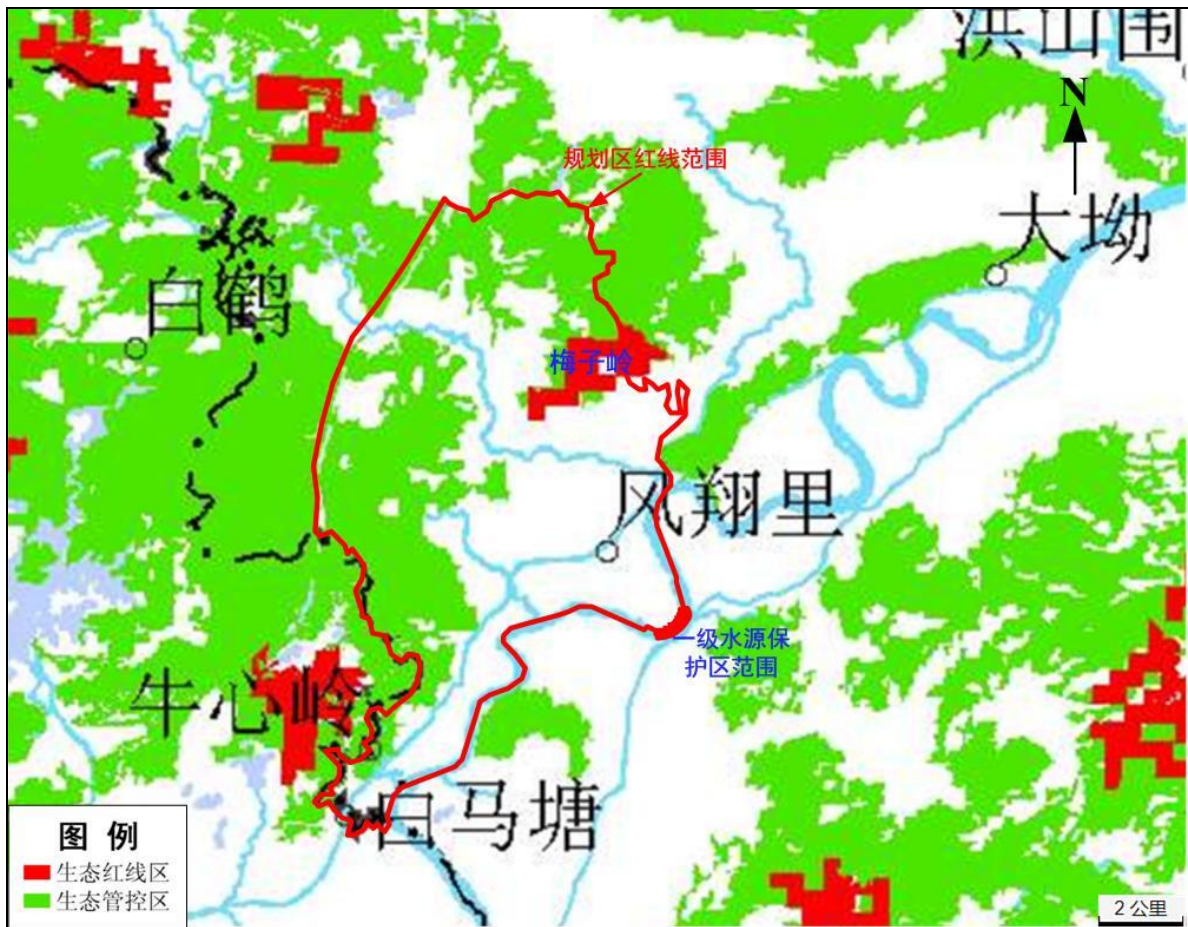 洪山围
N
规划区红线范围
大坳
白鹤
梅子岭
风翔里
一级水源保
护区范围
牛心岭
白马塘
图 例
生态红线区
生态管控区
2 公里